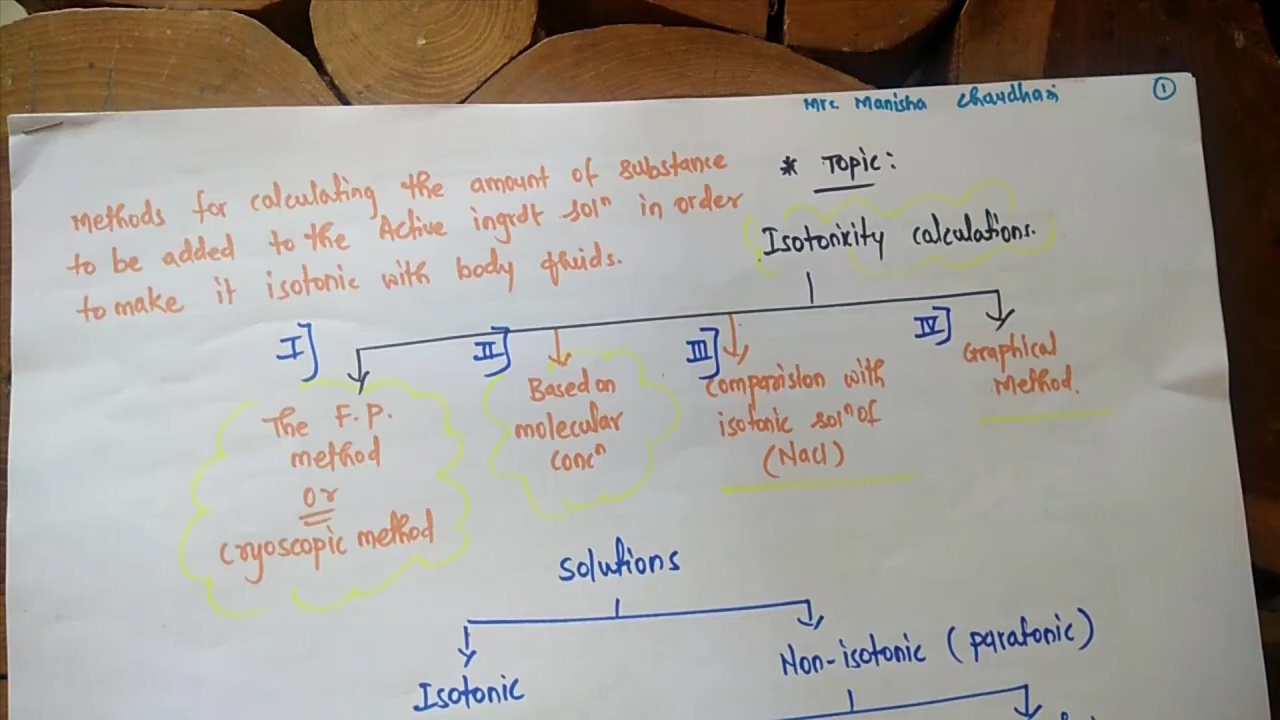 Mrs. Manisha Chaudhari
1
* Topic:
Isotonixity calculations.
Methods for calculating the amount of substance
to be added to the Active ingrdt solⁿ in order
to make it isotonic with body fluids.
I]
The F.P.
method
or
cryoscopic method
II]
Based on
molecular
concⁿ
III]
Comparision with
isotonic solⁿ of
(Nacl)
IV]
Graphical
Method.
Solutions
Isotonic
Non-isotonic (paratonic)